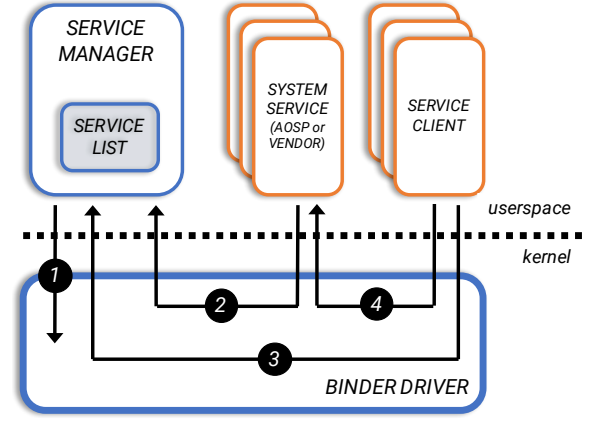 SERVICE
MANAGER
SERVICE
LIST
SYSTEM
SERVICE
(AOSP or
VENDOR)
SERVICE
CLIENT
userspace
kernel
1
2
4
3
BINDER DRIVER